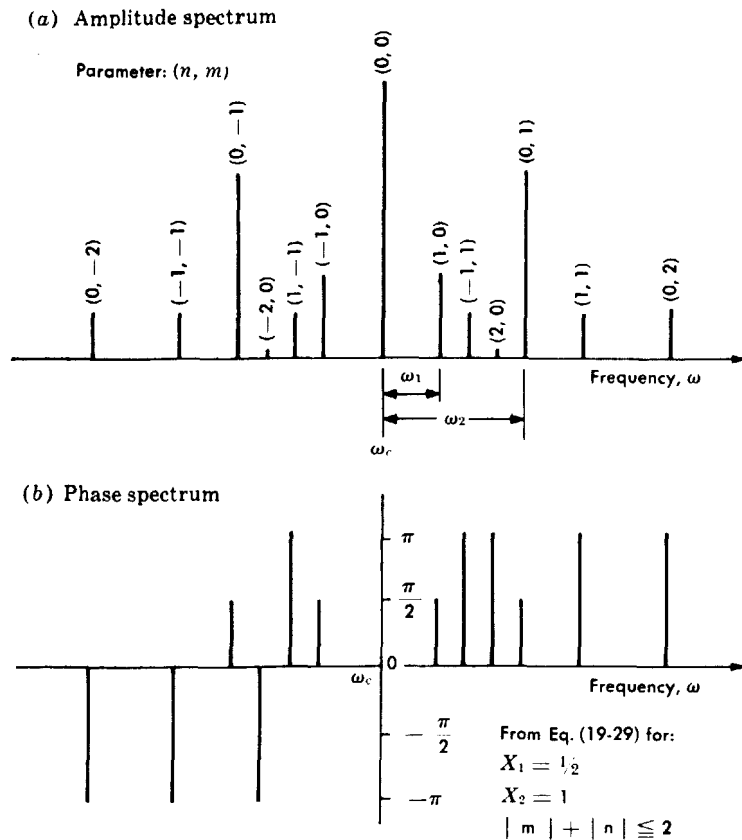 (a) Amplitude spectrum
Parameter: (n, m)
(0, −2)
(−1, −1)
(0, −1)
(−2, 0)
(1, −1)
(−1, 0)
(0, 0)
(1, 0)
(−1, 1)
(2, 0)
(0, 1)
(1, 1)
(0, 2)
ω₁
Frequency, ω
ω₂
ω_c
(b) Phase spectrum
π
π/2
0
ω_c
Frequency, ω
− π/2
−π
From Eq. (19-29) for:
X₁ = ½
X₂ = 1
| m | + | n | ≦ 2